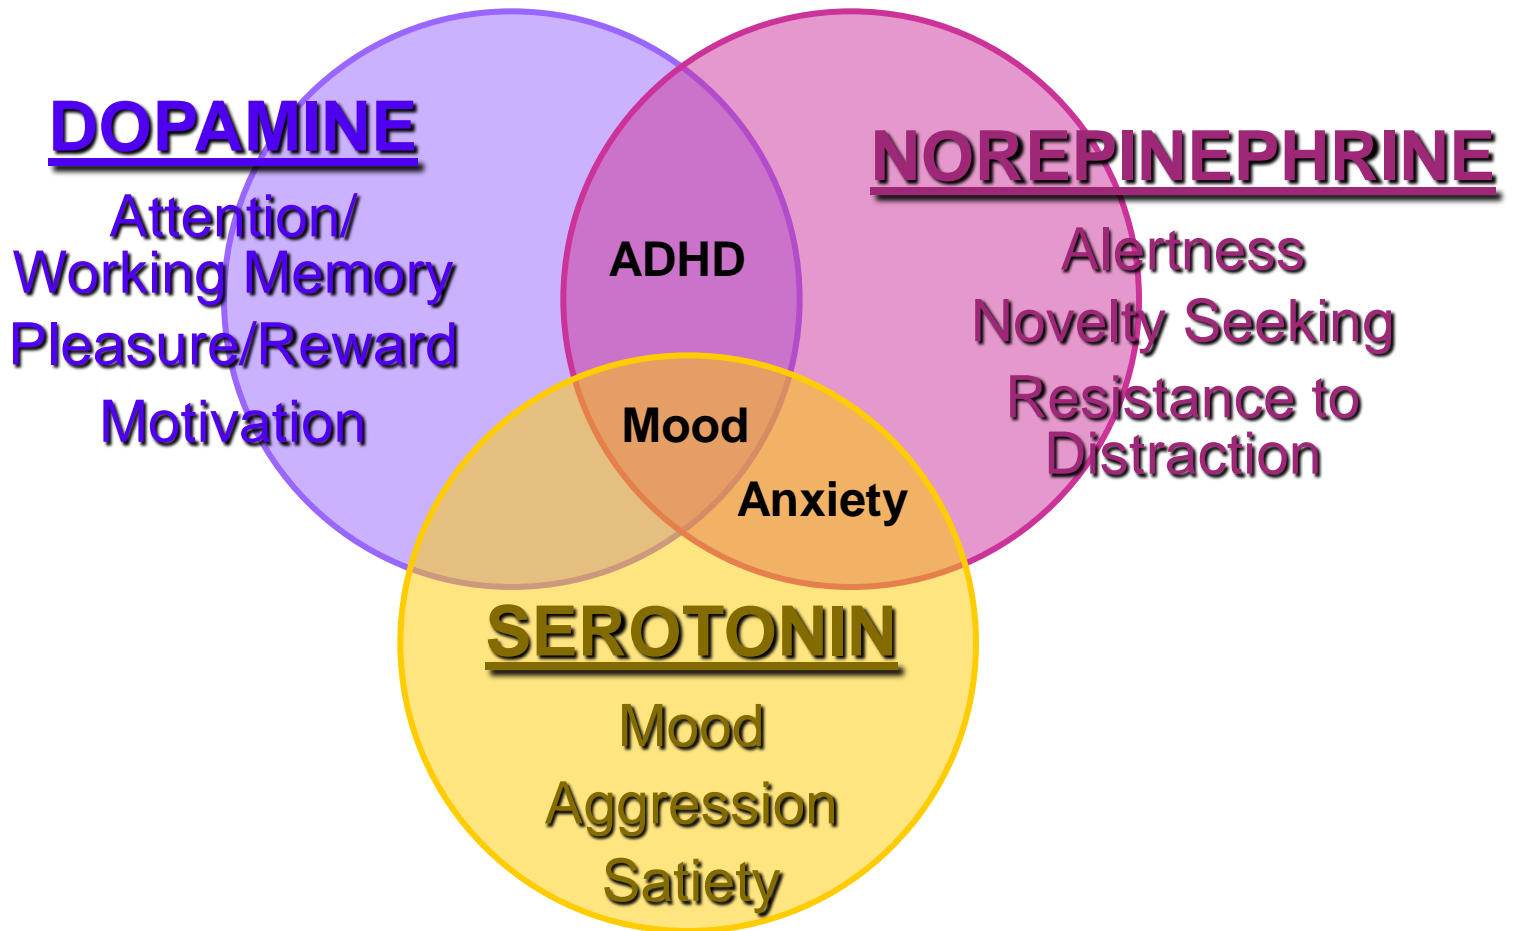 DOPAMINE
Attention/
Working Memory
Pleasure/Reward
Motivation
NOREPINEPHRINE
Alertness
Novelty Seeking
Resistance to
Distraction
ADHD
Mood
Anxiety
SEROTONIN
Mood
Aggression
Satiety